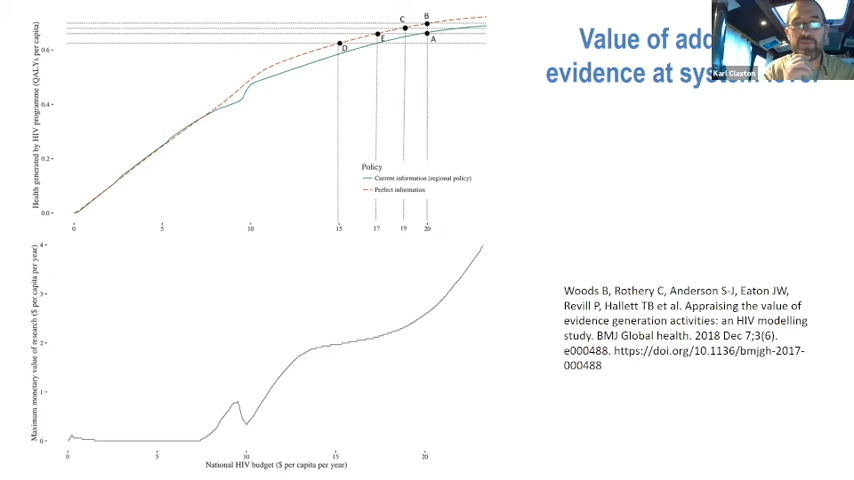 Value of add
evidence at system level
Karl Claxton
Health generated by HIV programme (QALYs per capita)
0.6
0.4
0.2
0.0
B
C
A
E
D
Policy
Current information (regional policy)
Perfect information
0
5
10
15
17
19
20
Maximum monetary value of research ($ per capita per year)
4
3
2
1
0
0
5
10
15
20
National HIV budget ($ per capita per year)
Woods B, Rothery C, Anderson S-J, Eaton JW,
Revill P, Hallett TB et al. Appraising the value of
evidence generation activities: an HIV modelling
study. BMJ Global health. 2018 Dec 7;3(6).
e000488. https://doi.org/10.1136/bmjgh-2017-
000488